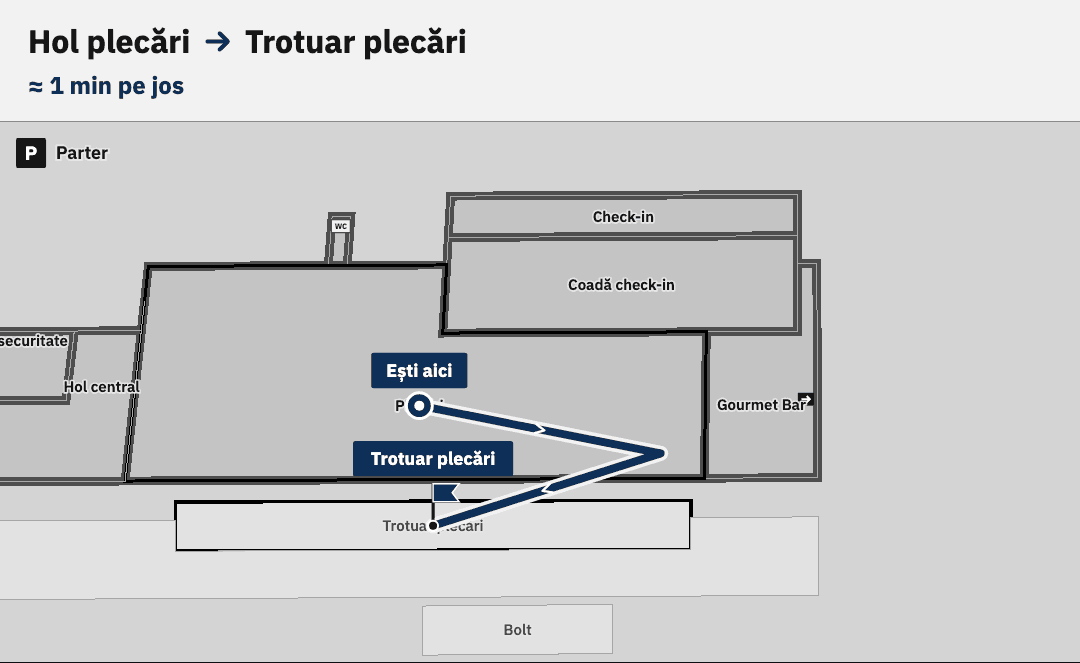 Hol plecări → Trotuar plecări
≈ 1 min pe jos
P Parter
WC
Check-in
Coadă check-in
securitate
Hol central
Ești aici
Gourmet Bar
Trotuar plecări
Bolt